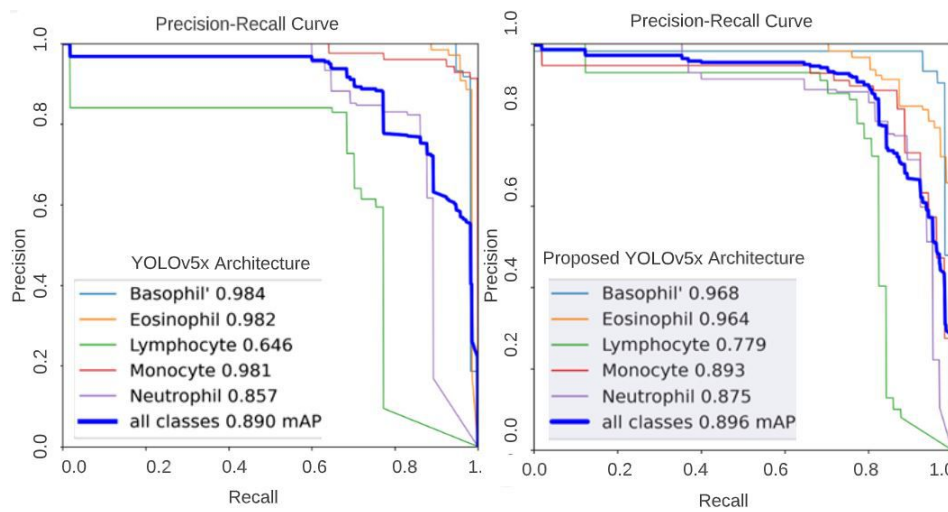 Precision-Recall Curve
1.0
0.8
0.6
0.4
0.2
0.0
Precision
YOLOv5x Architecture
Basophil' 0.984
Eosinophil 0.982
Lymphocyte 0.646
Monocyte 0.981
Neutrophil 0.857
all classes 0.890 mAP
0.0 0.2 0.4 0.6 0.8 1.
Recall
Precision-Recall Curve
1.0
0.8
0.6
0.4
0.2
0.0
Precision
Proposed YOLOv5x Architecture
Basophil' 0.968
Eosinophil 0.964
Lymphocyte 0.779
Monocyte 0.893
Neutrophil 0.875
all classes 0.896 mAP
0.0 0.2 0.4 0.6 0.8 1.0
Recall